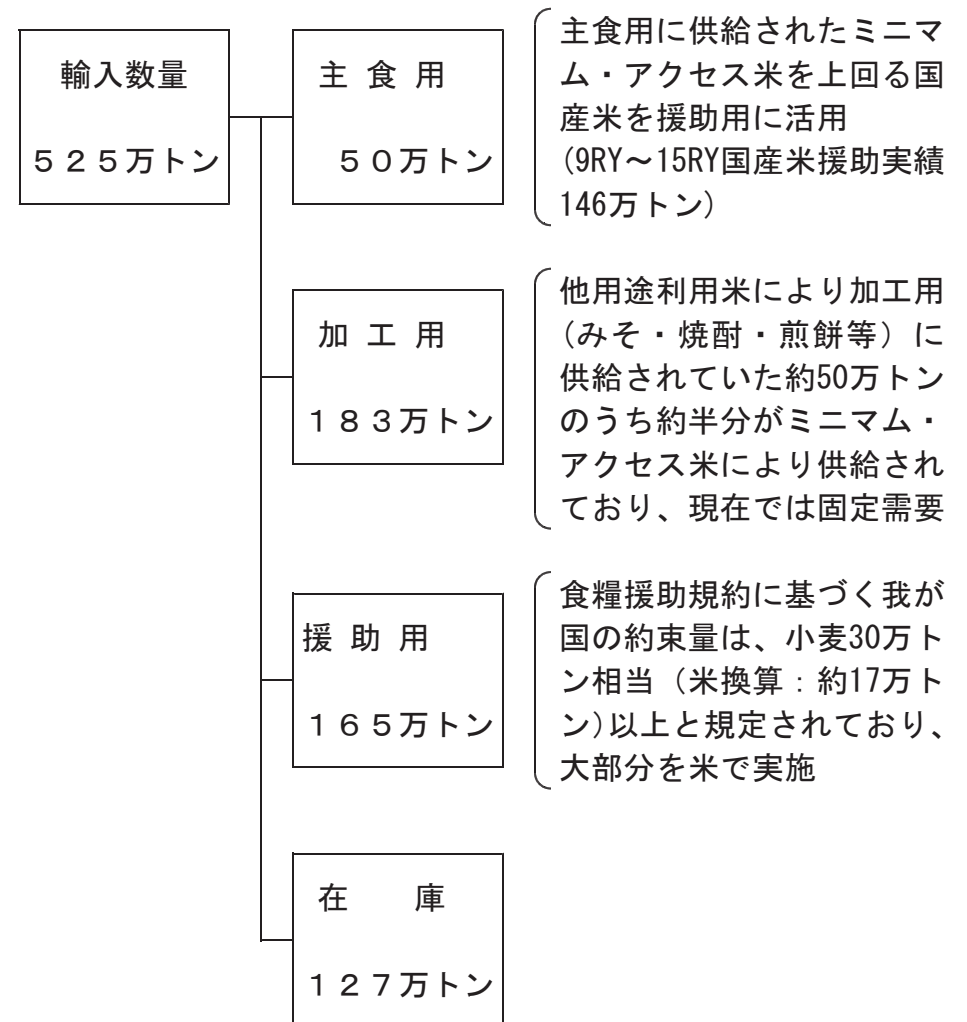 輸入数量
５２５万トン
主 食 用
５０万トン
主食用に供給されたミニマ
ム・アクセス米を上回る国
産米を援助用に活用
(9RY～15RY国産米援助実績
146万トン)
加 工 用
１８３万トン
他用途利用米により加工用
（みそ・焼酎・煎餅等）に
供給されていた約50万トン
のうち約半分がミニマム・
アクセス米により供給され
ており、現在では固定需要
援 助 用
１６５万トン
食糧援助規約に基づく我が
国の約束量は、小麦30万ト
ン相当（米換算：約17万ト
ン)以上と規定されており、
大部分を米で実施
在　庫
１２７万トン